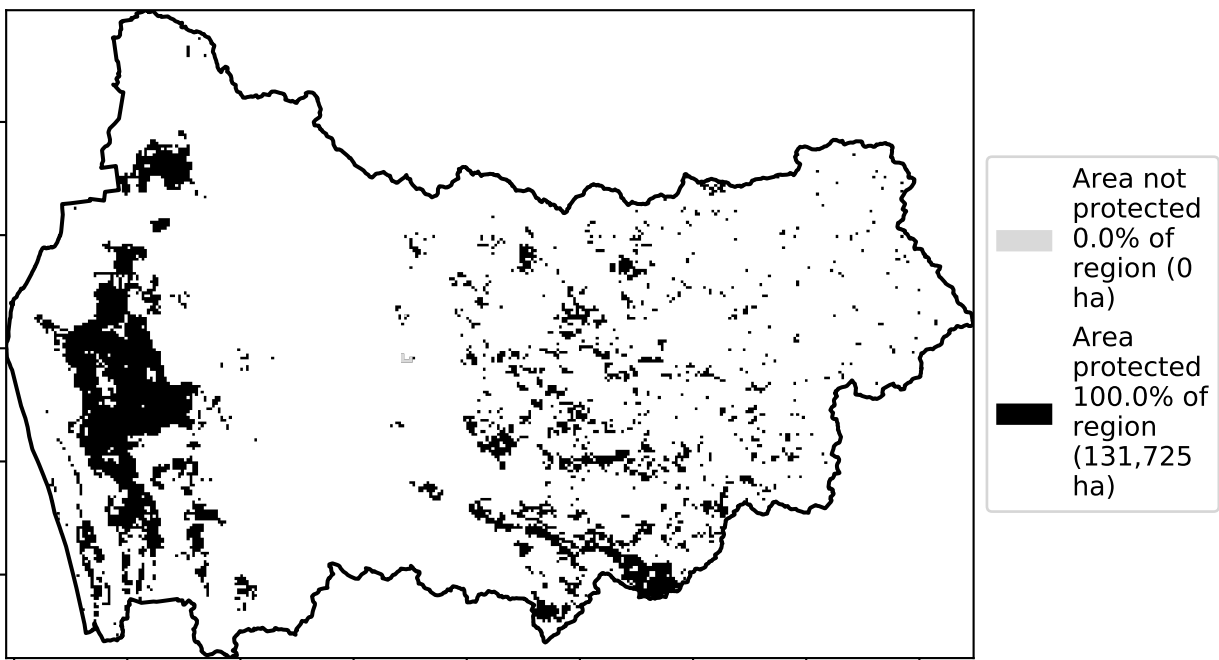 Area not
protected
0.0% of
region (0
ha)
Area
protected
100.0% of
region
(131,725
ha)